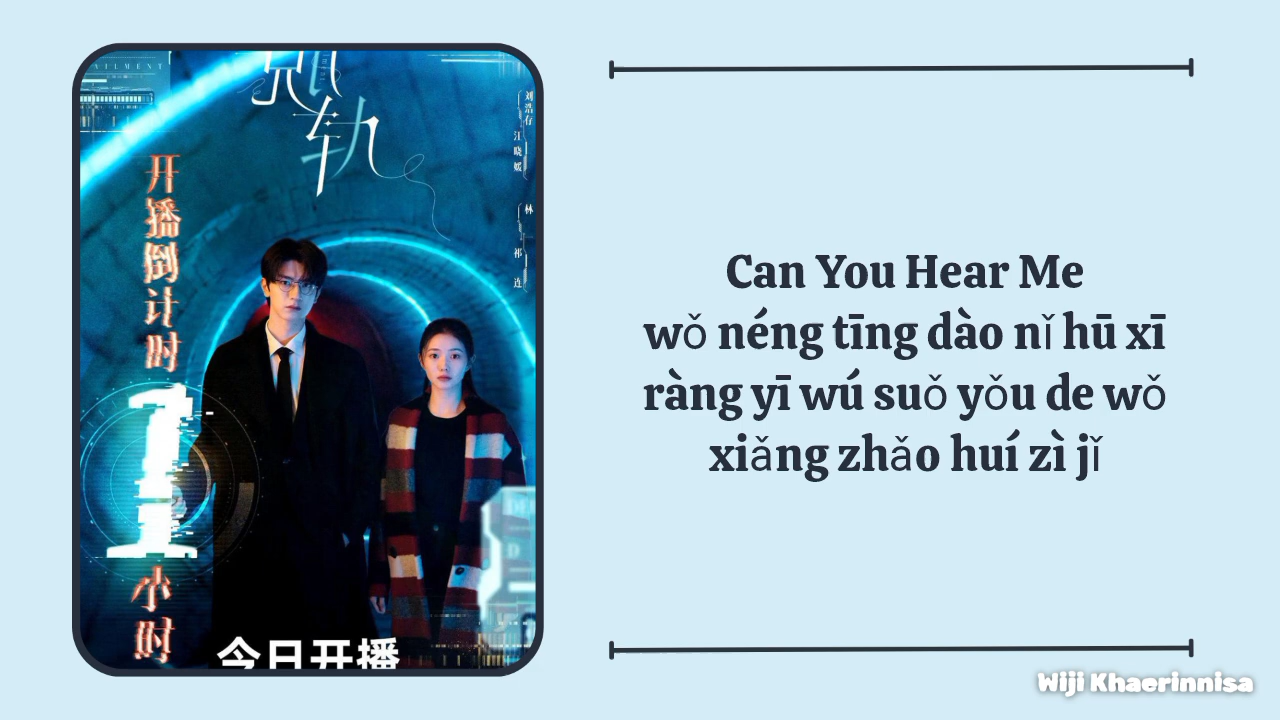 AILMENT
轨
刘浩存
江晓媛
林
祁连
开播倒计时
1
小时
今日开播
Can You Hear Me
wǒ néng tīng dào nǐ hū xī
ràng yī wú suǒ yǒu de wǒ
xiǎng zhǎo huí zì jǐ
Wiji Khaerinnisa